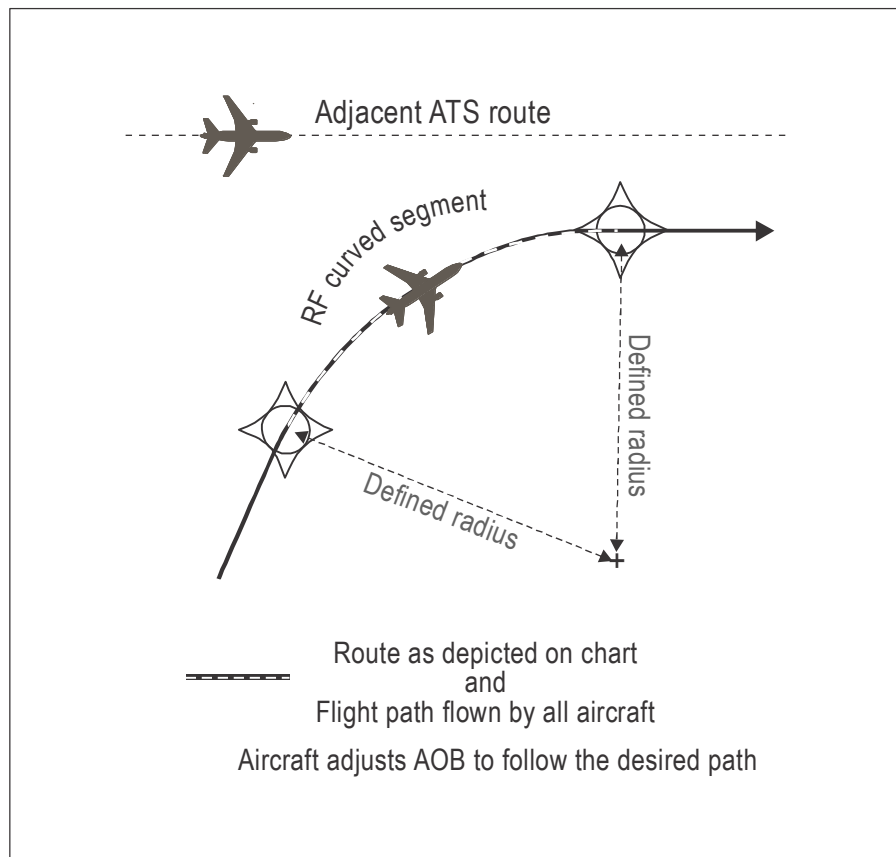 Adjacent ATS route
RF curved segment
Defined radius
Defined radius
Route as depicted on chart
and
Flight path flown by all aircraft
Aircraft adjusts AOB to follow the desired path